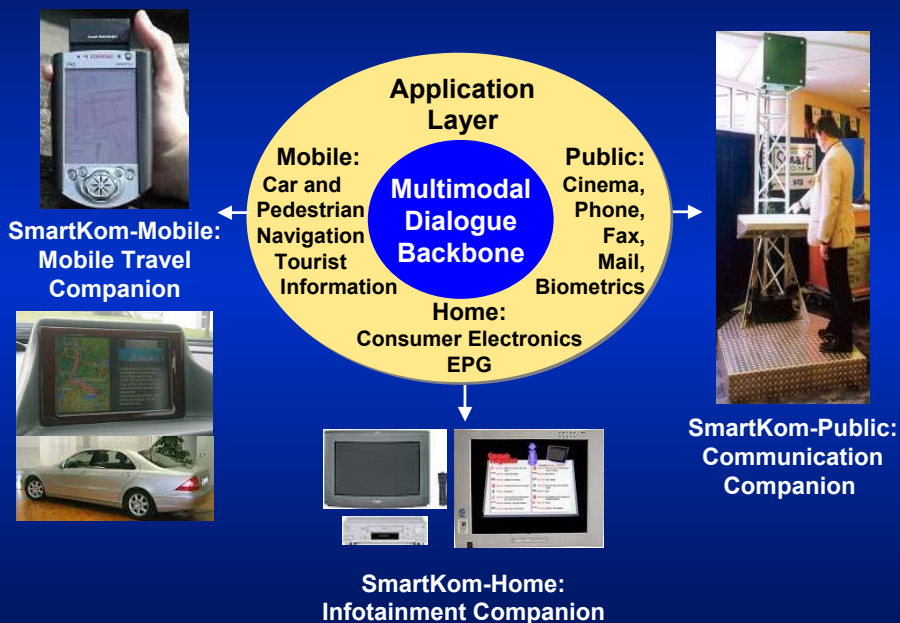 Application
Layer
Mobile:
Car and
Pedestrian
Navigation
Tourist
Information
Multimodal
Dialogue
Backbone
Public:
Cinema,
Phone,
Fax,
Mail,
Biometrics
Home:
Consumer Electronics
EPG
SmartKom-Mobile:
Mobile Travel
Companion
SmartKom-Public:
Communication
Companion
SmartKom-Home:
Infotainment Companion